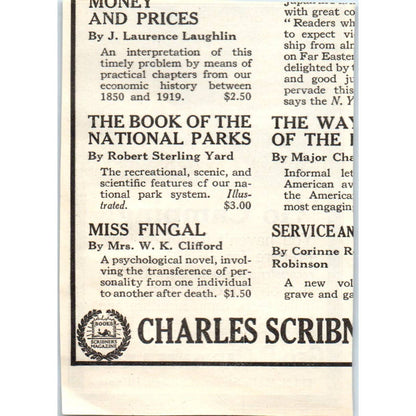 MONEY
AND PRICES
By J. Laurence Laughlin
An interpretation of this
timely problem by means of
practical chapters from our
economic history between
1850 and 1919. $2.50
THE BOOK OF THE
NATIONAL PARKS
By Robert Sterling Yard
The recreational, scenic, and
scientific features of our na-
tional park system. Illus-
trated. $3.00
MISS FINGAL
By Mrs. W. K. Clifford
A psychological novel, invol-
ving the transference of per-
sonality from one individual
to another after death. $1.50
with great co
"Readers wh
to expect vi
ship from alm
on Far Easter
delighted by t
and good ju
pervade this
says the N. Y
THE WAY
OF THE
By Major Cha
Informal let
American av
the America
most engagin
SERVICE AN
By Corinne R
Robinson
A new vol
grave and ga
BOOKS
SCRIBNER'S
MAGAZINE
CHARLES SCRIBN